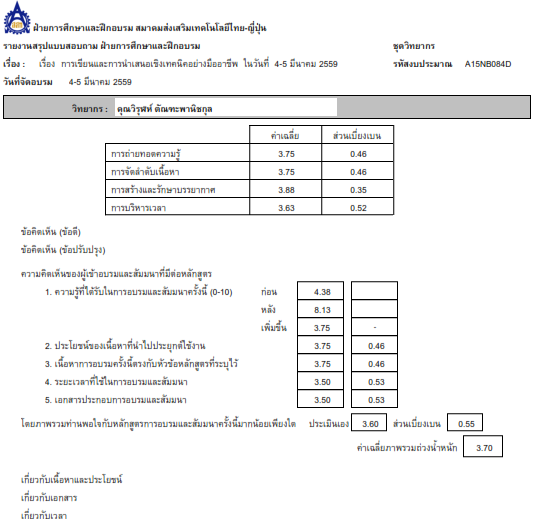 ฝ่ายการศึกษาและฝึกอบรม สมาคมส่งเสริมเทคโนโลยีไทย-ญี่ปุ่น
รายงานสรุปแบบสอบถาม ฝ่ายการศึกษาและฝึกอบรม ชุดวิทยากร
เรื่อง : เรื่อง การเขียนและการนำเสนอเชิงเทคนิคอย่างมืออาชีพ ในวันที่ 4-5 มีนาคม 2559 รหัสงบประมาณ A15NB084D
วันที่จัดอบรม 4-5 มีนาคม 2559
วิทยากร : คุณวิรุฬห์ ตัณฑะพานิชกุล
ค่าเฉลี่ย ส่วนเบี่ยงเบน
การถ่ายทอดความรู้ 3.75 0.46
การจัดลำดับเนื้อหา 3.75 0.46
การสร้างและรักษาบรรยากาศ 3.88 0.35
การบริหารเวลา 3.63 0.52
ข้อคิดเห็น (ข้อดี)
ข้อคิดเห็น (ข้อปรับปรุง)
ความคิดเห็นของผู้เข้าอบรมและสัมมนาที่มีต่อหลักสูตร
1. ความรู้ที่ได้รับในการอบรมและสัมมนาครั้งนี้ (0-10) ก่อน 4.38
หลัง 8.13
เพิ่มขึ้น 3.75 -
2. ประโยชน์ของเนื้อหาที่นำไปประยุกต์ใช้งาน 3.75 0.46
3. เนื้อหาการอบรมครั้งนี้ตรงกับหัวข้อหลักสูตรที่ระบุไว้ 3.75 0.46
4. ระยะเวลาที่ใช้ในการอบรมและสัมมนา 3.50 0.53
5. เอกสารประกอบการอบรมและสัมมนา 3.50 0.53
โดยภาพรวมท่านพอใจกับหลักสูตรการอบรมและสัมมนาครั้งนี้มากน้อยเพียงใด ประเมินเอง 3.60 ส่วนเบี่ยงเบน 0.55
ค่าเฉลี่ยภาพรวมถ่วงน้ำหนัก 3.70
เกี่ยวกับเนื้อหาและประโยชน์
เกี่ยวกับเอกสาร
เกี่ยวกับเวลา